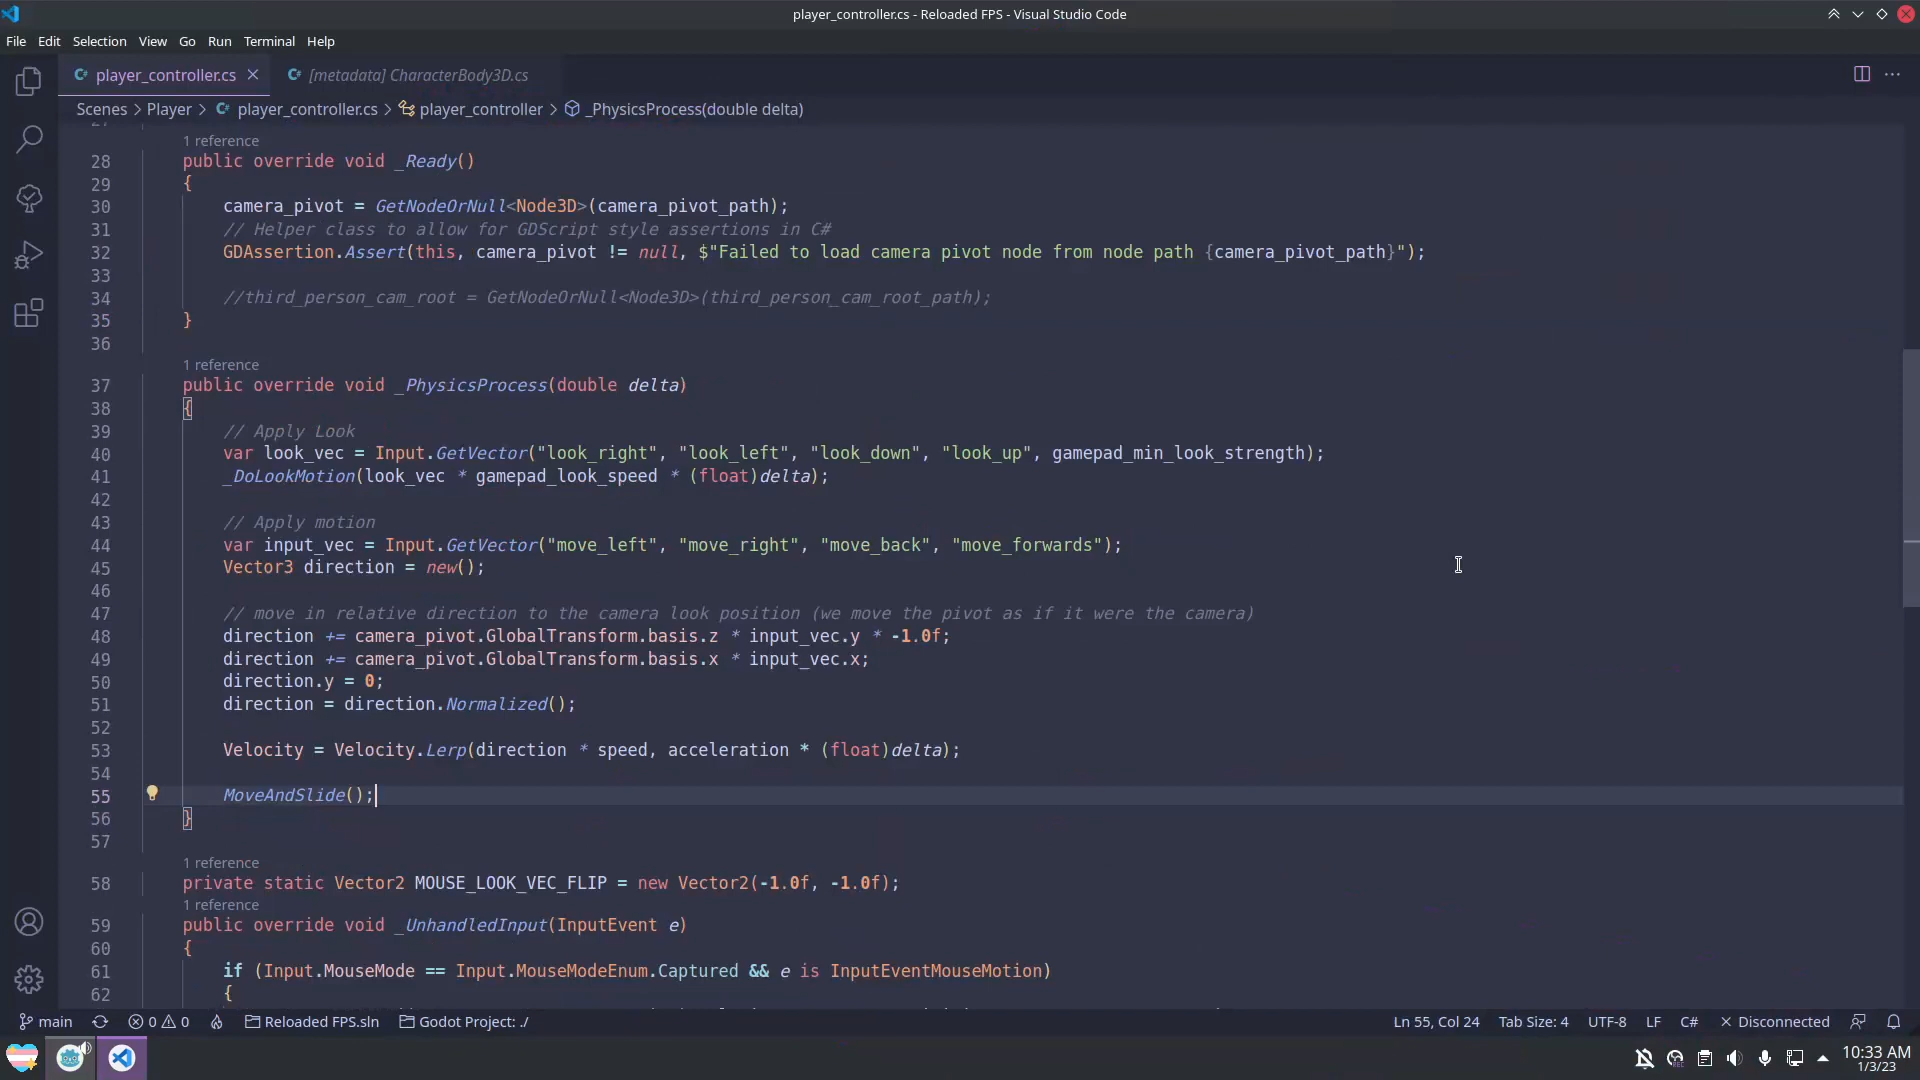 player_controller.cs - Reloaded FPS - Visual Studio Code
File Edit Selection View Go Run Terminal Help
player_controller.cs [metadata] CharacterBody3D.cs
Scenes > Player > player_controller.cs > player_controller > _PhysicsProcess(double delta)
1 reference
28 public override void _Ready()
29 {
30 camera_pivot = GetNodeOrNull<Node3D>(camera_pivot_path);
31 // Helper class to allow for GDScript style assertions in C#
32 GDAssertion.Assert(this, camera_pivot != null, $"Failed to load camera pivot node from node path {camera_pivot_path}");
33
34 //third_person_cam_root = GetNodeOrNull<Node3D>(third_person_cam_root_path);
35 }
36
1 reference
37 public override void _PhysicsProcess(double delta)
38 {
39 // Apply Look
40 var look_vec = Input.GetVector("look_right", "look_left", "look_down", "look_up", gamepad_min_look_strength);
41 _DoLookMotion(look_vec * gamepad_look_speed * (float)delta);
42
43 // Apply motion
44 var input_vec = Input.GetVector("move_left", "move_right", "move_back", "move_forwards");
45 Vector3 direction = new();
46
47 // move in relative direction to the camera look position (we move the pivot as if it were the camera)
48 direction += camera_pivot.GlobalTransform.basis.z * input_vec.y * -1.0f;
49 direction += camera_pivot.GlobalTransform.basis.x * input_vec.x;
50 direction.y = 0;
51 direction = direction.Normalized();
52
53 Velocity = Velocity.Lerp(direction * speed, acceleration * (float)delta);
54
55 MoveAndSlide();
56 }
57
1 reference
58 private static Vector2 MOUSE_LOOK_VEC_FLIP = new Vector2(-1.0f, -1.0f);
1 reference
59 public override void _UnhandledInput(InputEvent e)
60 {
61 if (Input.MouseMode == Input.MouseModeEnum.Captured && e is InputEventMouseMotion)
62 {
main 0 0 Reloaded FPS.sln Godot Project: ./ Ln 55, Col 24 Tab Size: 4 UTF-8 LF C# Disconnected
10:33 AM
1/3/23